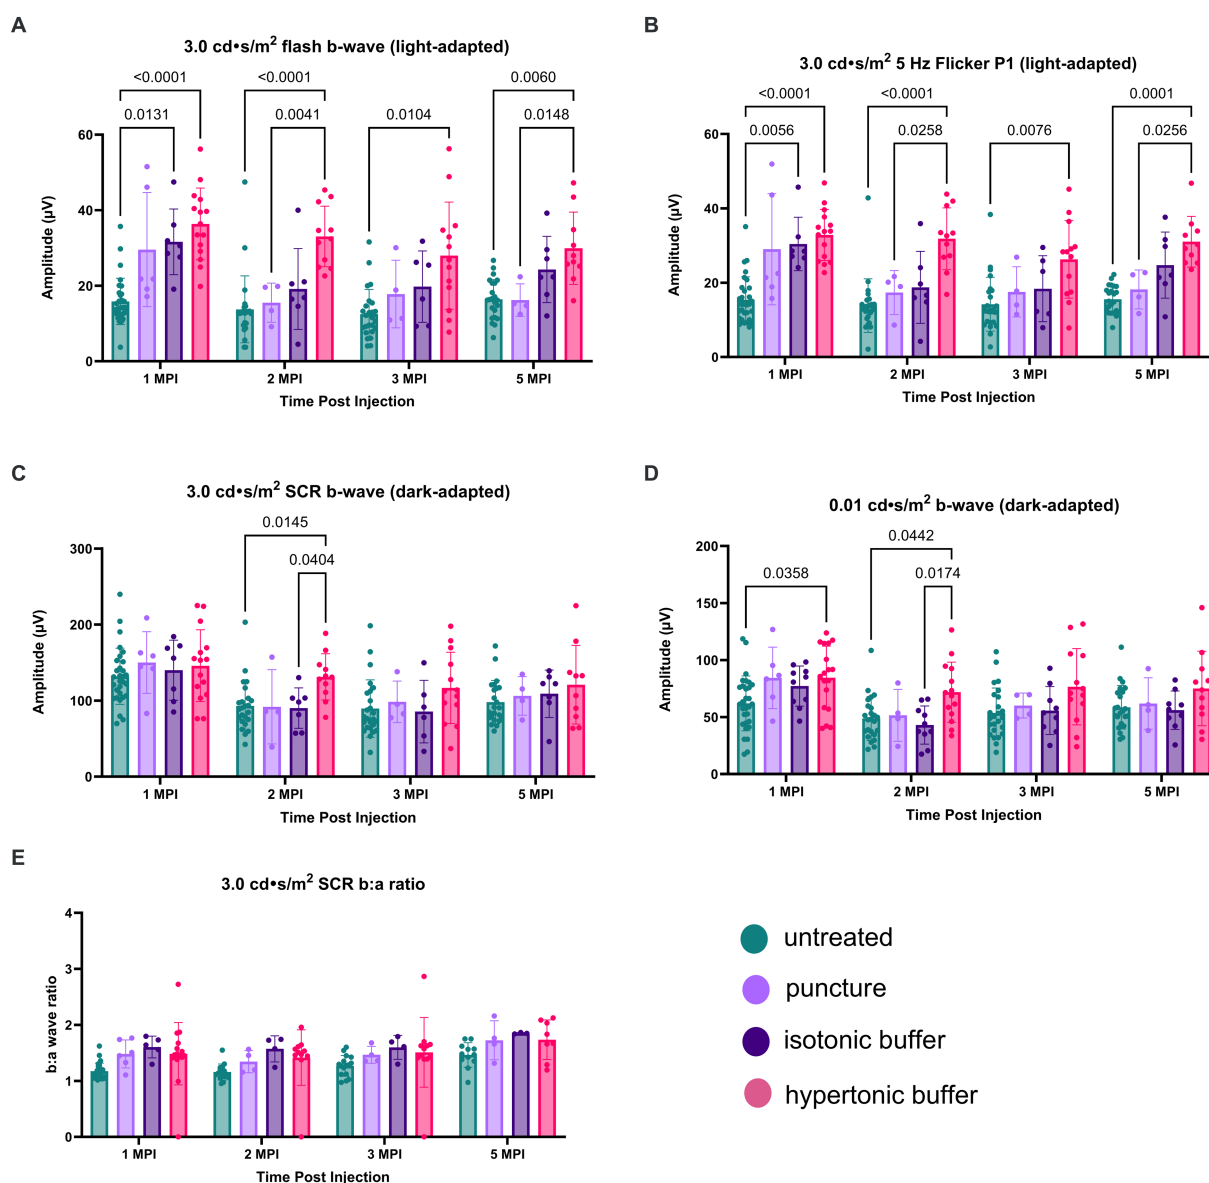 A
3.0 cd•s/m² flash b-wave (light-adapted)
<0.0001
<0.0001
0.0060
0.0131
0.0041
0.0104
0.0148
60
40
20
0
Amplitude (µV)
1 MPI
2 MPI
3 MPI
5 MPI
Time Post Injection
B
3.0 cd•s/m² 5 Hz Flicker P1 (light-adapted)
<0.0001
<0.0001
0.0001
0.0056
0.0258
0.0076
0.0256
60
40
20
0
Amplitude (µV)
1 MPI
2 MPI
3 MPI
5 MPI
Time Post Injection
C
3.0 cd•s/m² SCR b-wave (dark-adapted)
0.0145
0.0404
300
200
100
0
Amplitude (µV)
1 MPI
2 MPI
3 MPI
5 MPI
Time Post Injection
D
0.01 cd•s/m² b-wave (dark-adapted)
0.0442
0.0358
0.0174
200
150
100
50
0
Amplitude (µV)
1 MPI
2 MPI
3 MPI
5 MPI
Time Post Injection
E
3.0 cd•s/m² SCR b:a ratio
4
3
2
1
0
b:a wave ratio
1 MPI
2 MPI
3 MPI
5 MPI
Time Post Injection
untreated
puncture
isotonic buffer
hypertonic buffer